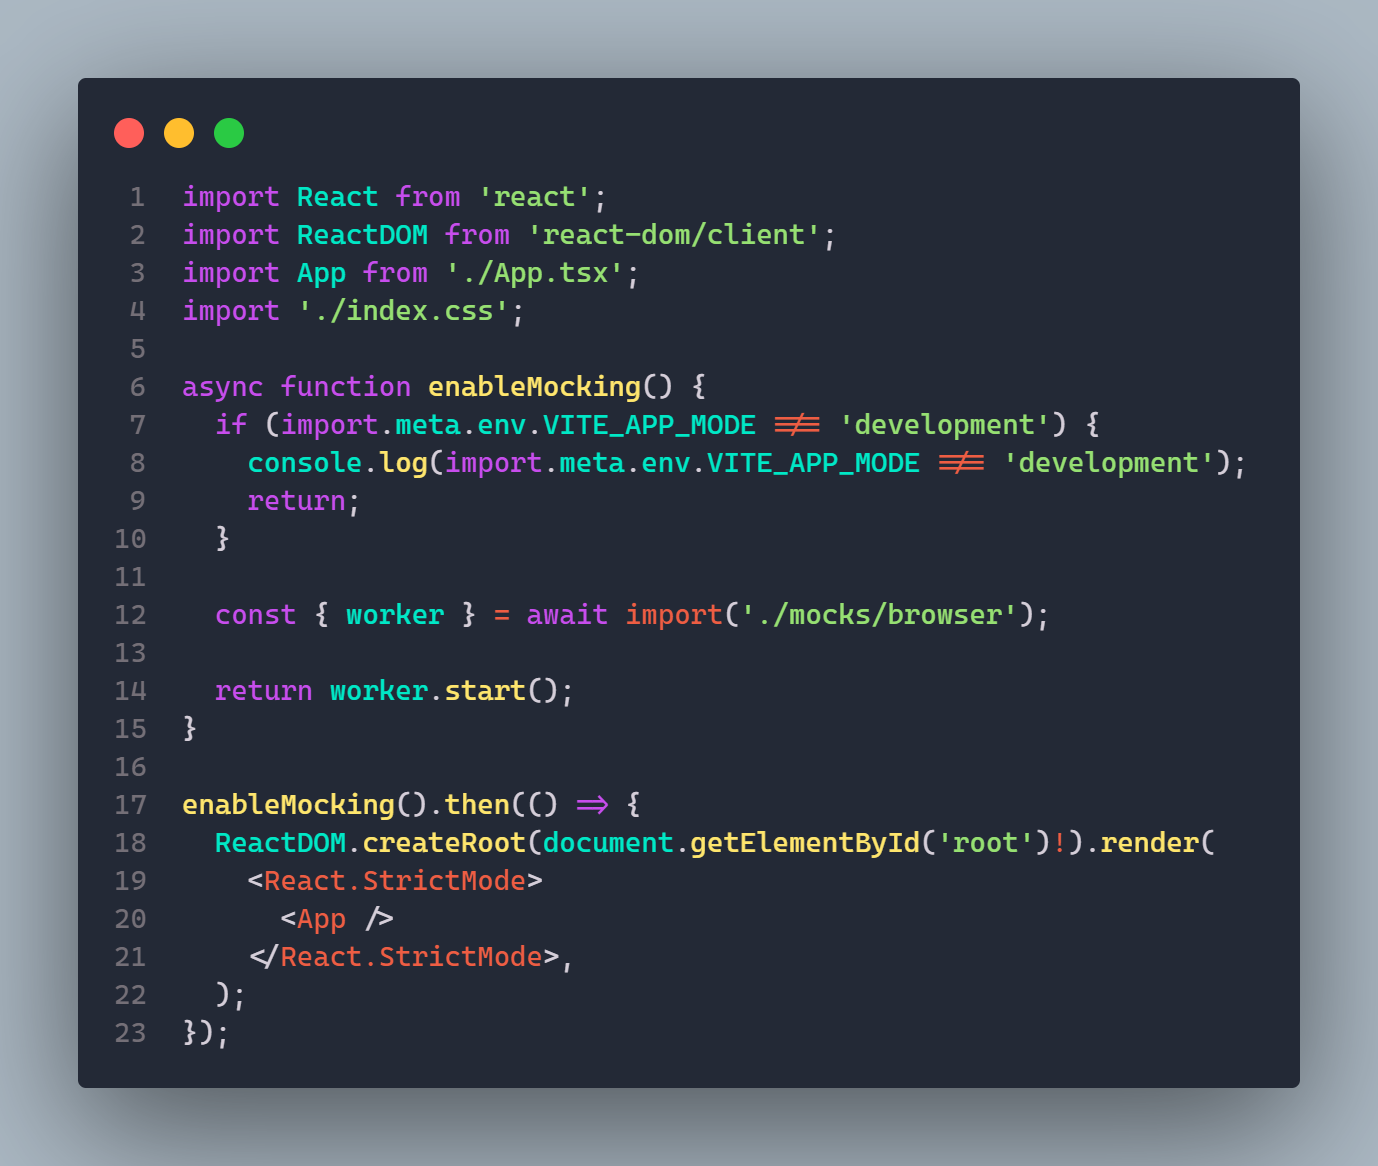 1 import React from 'react';
2 import ReactDOM from 'react-dom/client';
3 import App from './App.tsx';
4 import './index.css';
5
6 async function enableMocking() {
7   if (import.meta.env.VITE_APP_MODE !== 'development') {
8     console.log(import.meta.env.VITE_APP_MODE !== 'development');
9     return;
10   }
11
12   const { worker } = await import('./mocks/browser');
13
14   return worker.start();
15 }
16
17 enableMocking().then(() => {
18   ReactDOM.createRoot(document.getElementById('root')!).render(
19     <React.StrictMode>
20       <App />
21     </React.StrictMode>,
22   );
23 });